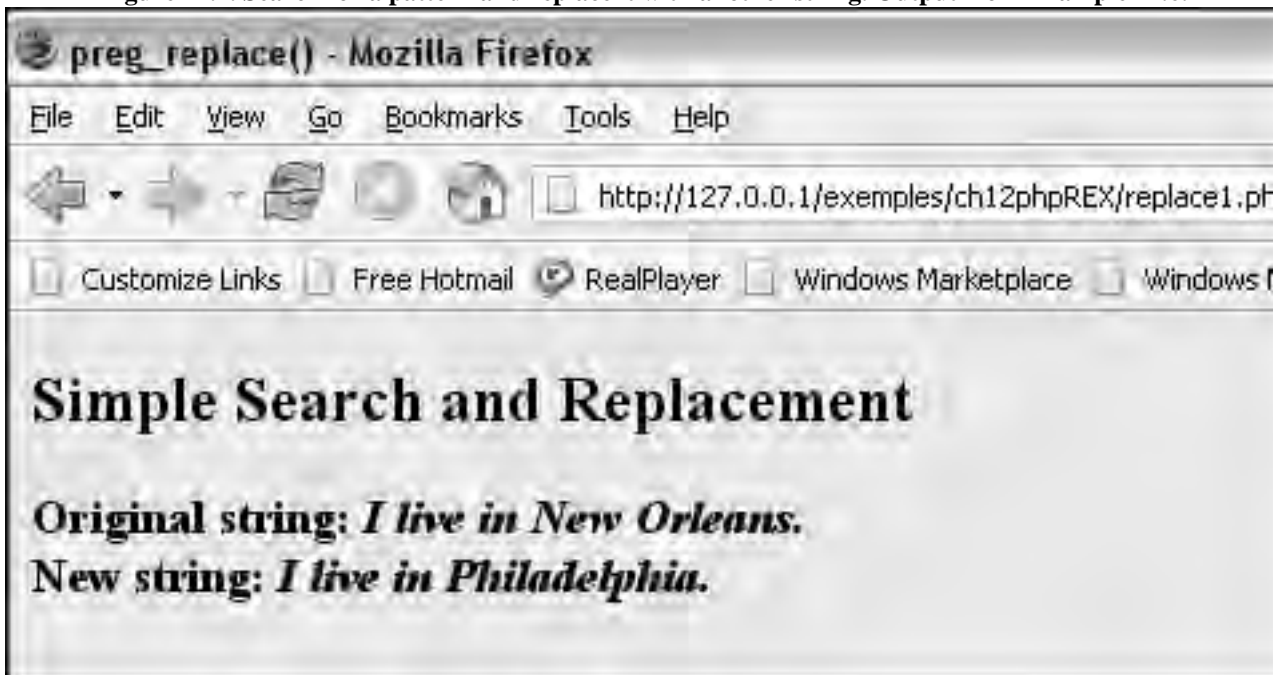 preg_replace() - Mozilla Firefox
File Edit View Go Bookmarks Tools Help
http://127.0.0.1/exemples/ch12phpREX/replace1.ph
Customize Links Free Hotmail RealPlayer Windows Marketplace Windows
Simple Search and Replacement
Original string: I live in New Orleans.
New string: I live in Philadelphia.